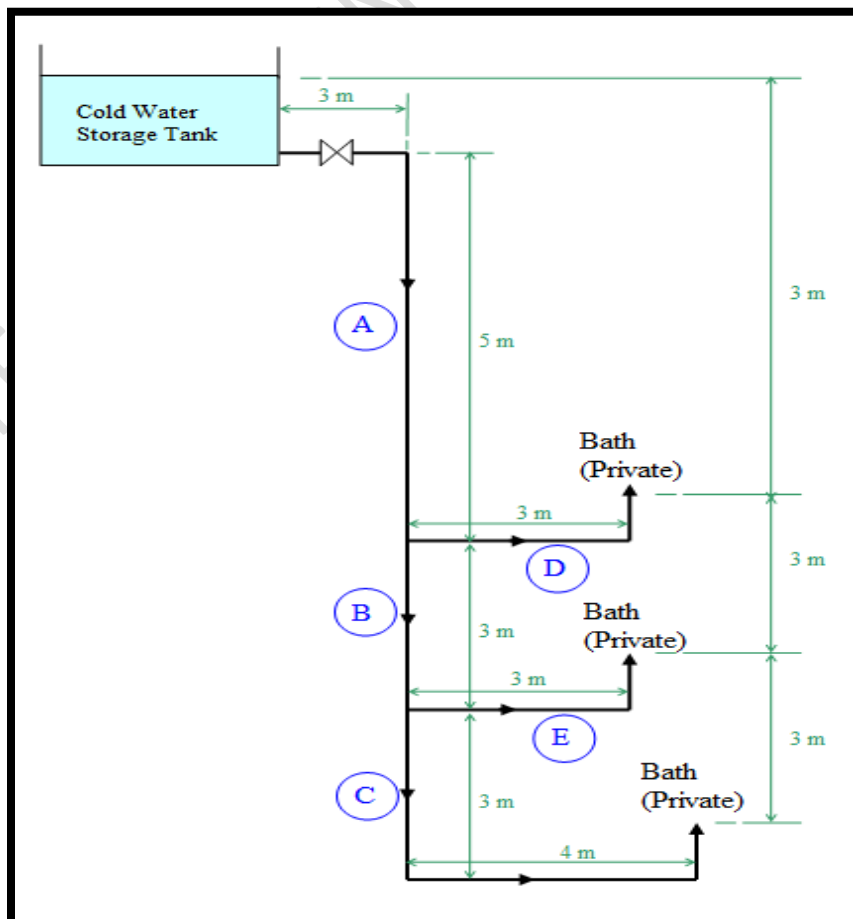 3 m
Cold Water
Storage Tank
3 m
A
5 m
Bath
(Private)
3 m
D
3 m
B
3 m
Bath
(Private)
3 m
E
3 m
C
3 m
Bath
(Private)
4 m